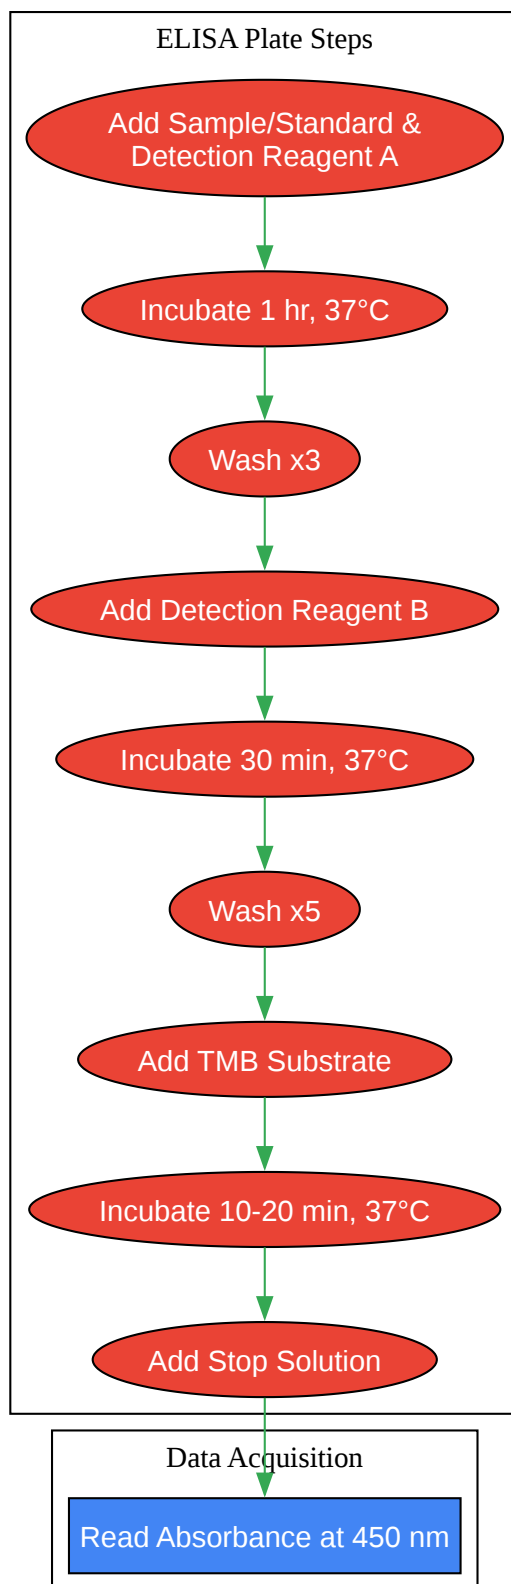 ELISA Plate Steps
Add Sample/Standard &
Detection Reagent A
Incubate 1 hr, 37°C
Wash x3
Add Detection Reagent B
Incubate 30 min, 37°C
Wash x5
Add TMB Substrate
Incubate 10-20 min, 37°C
Add Stop Solution
Data Acquisition
Read Absorbance at 450 nm